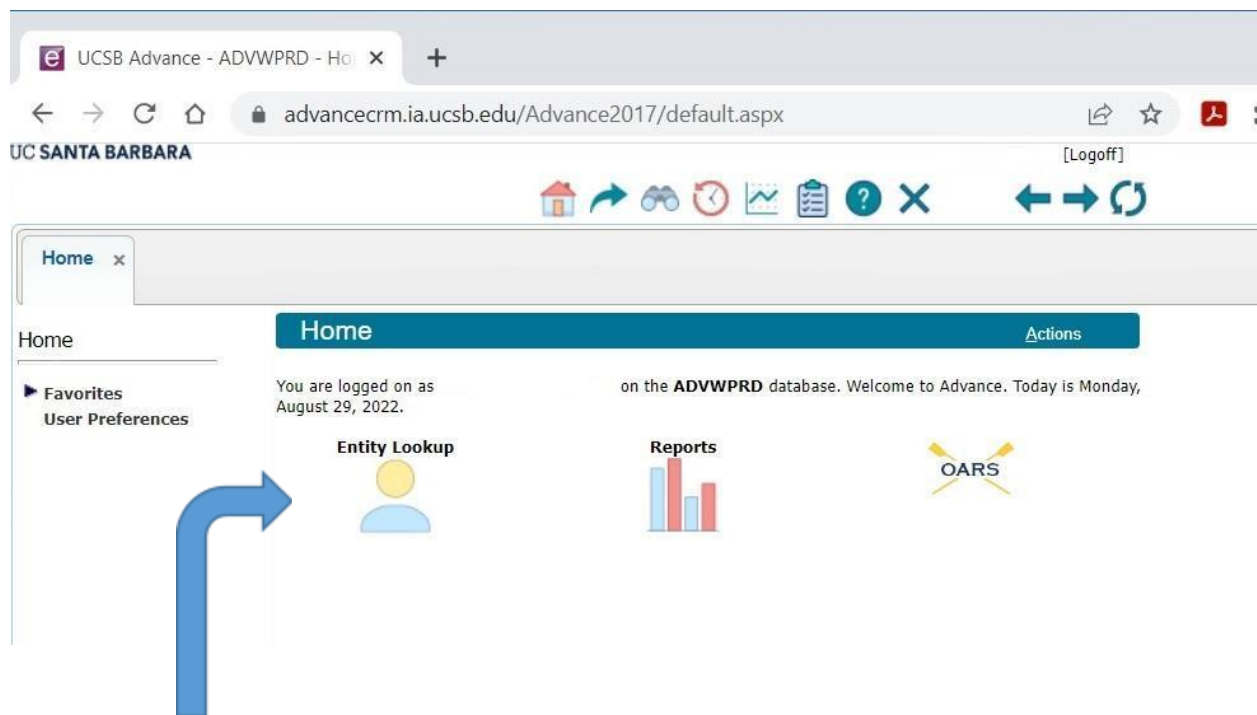 UCSB Advance - ADVWPRD - Ho
advancecrm.ia.ucsb.edu/Advance2017/default.aspx
UC SANTA BARBARA
[Logoff]
Home
Home
Home
Actions
Favorites
User Preferences
You are logged on as on the ADVWPRD database. Welcome to Advance. Today is Monday,
August 29, 2022.
Entity Lookup
Reports
OARS